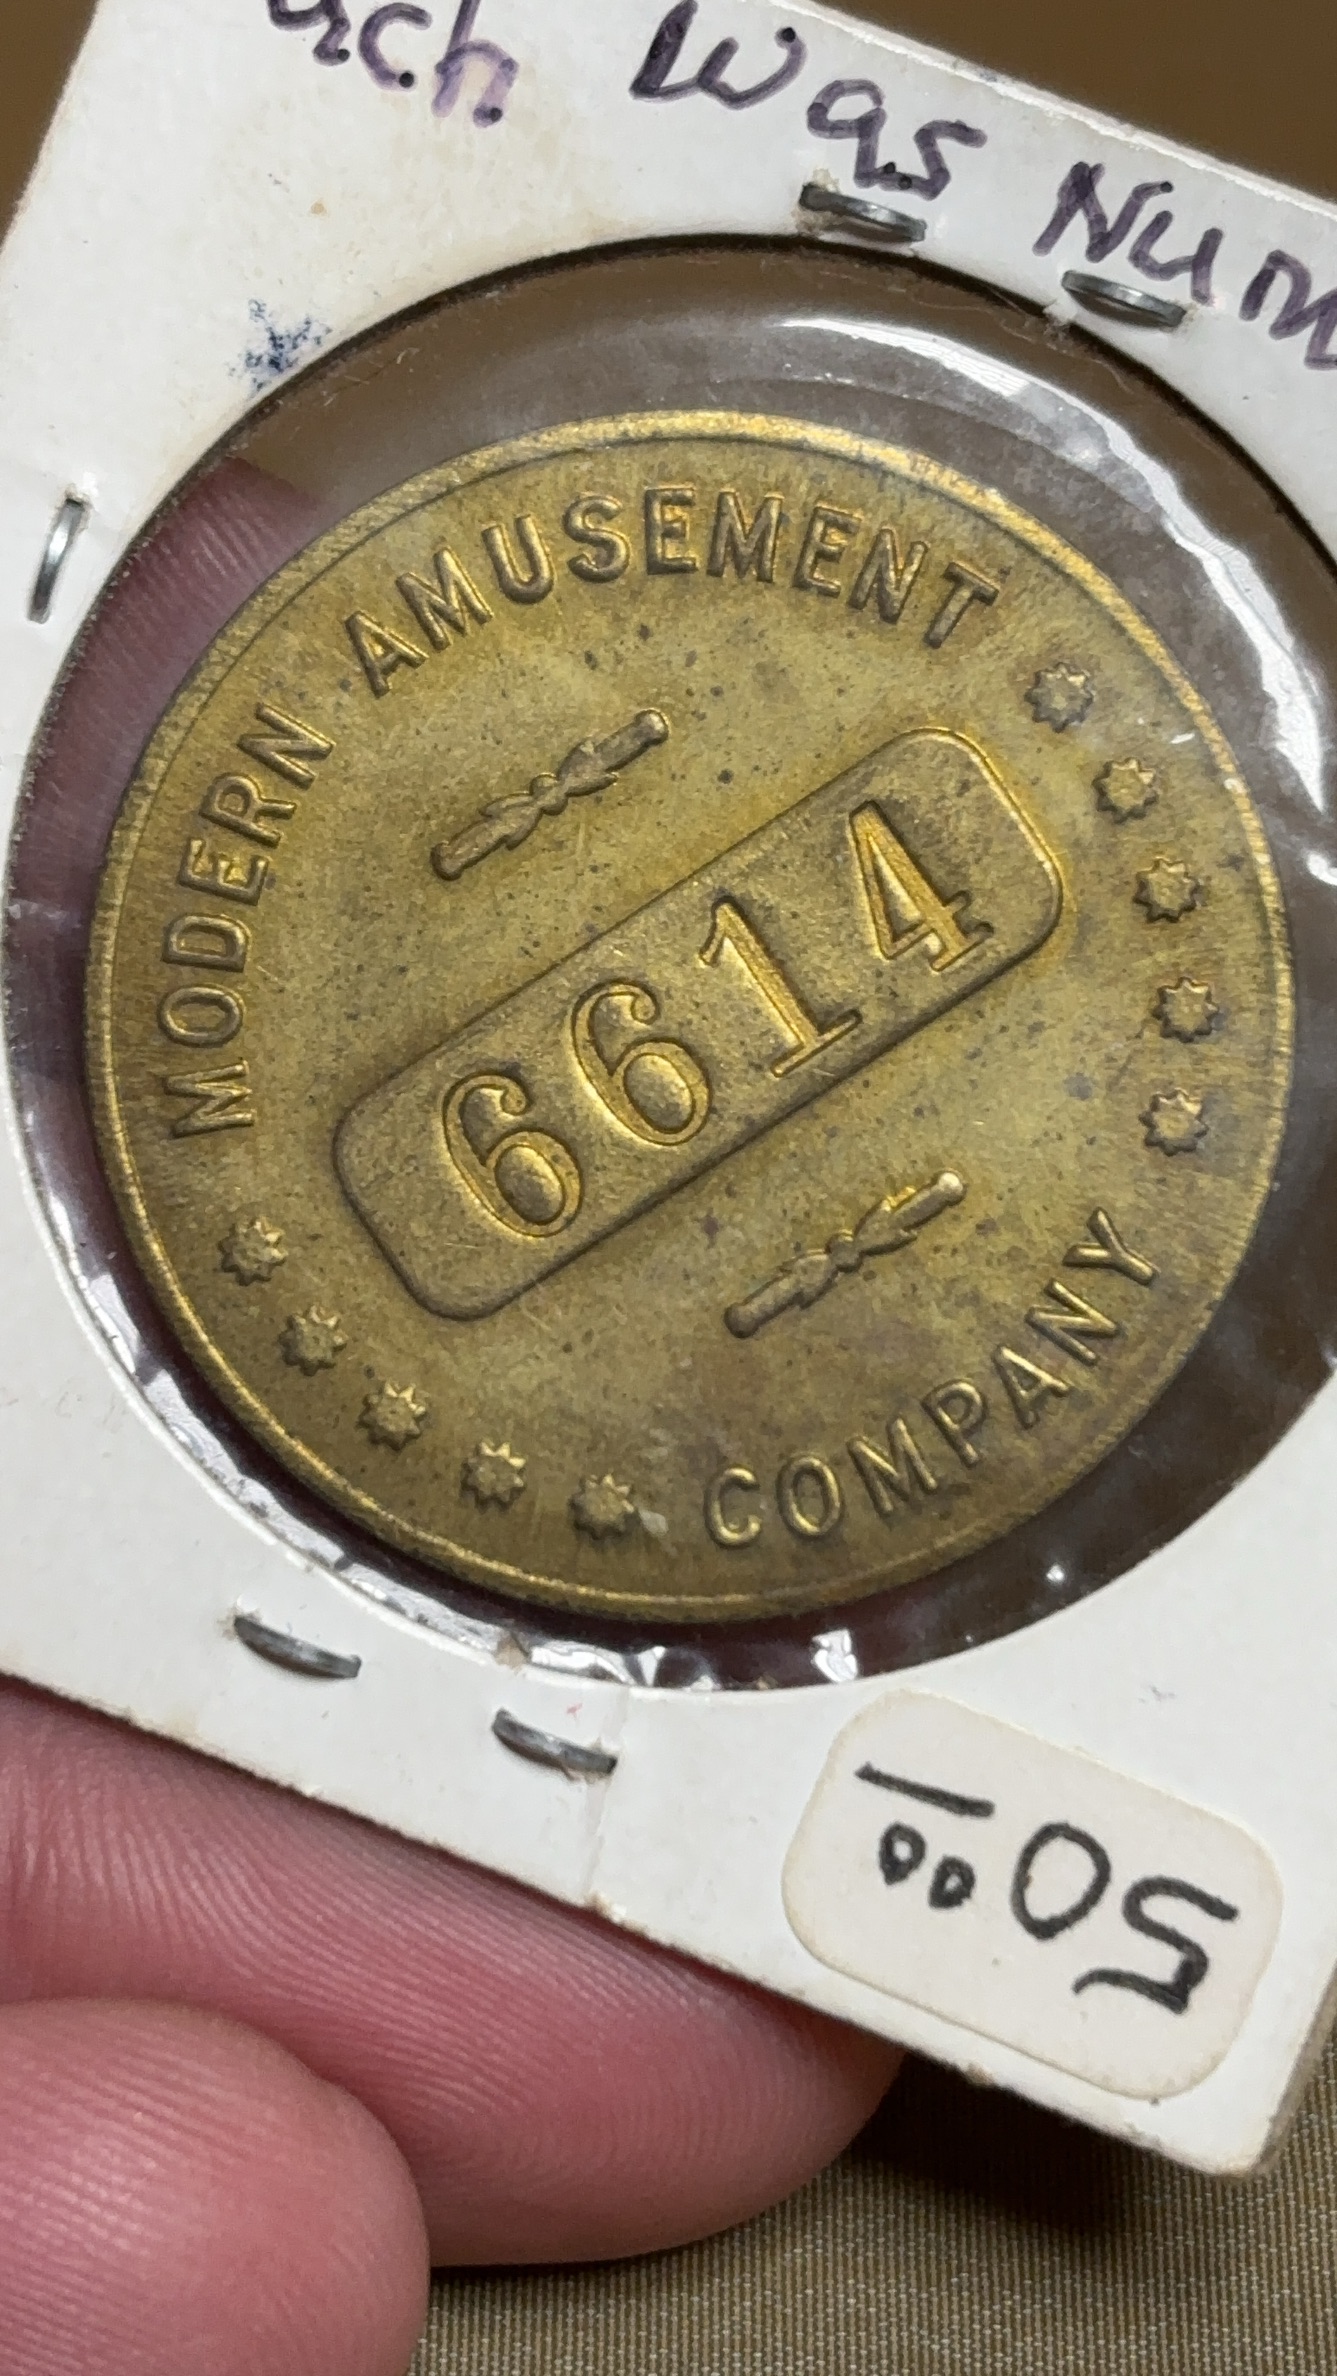 Was
MODERN AMUSEMENT
6614
COMPANY
50.00